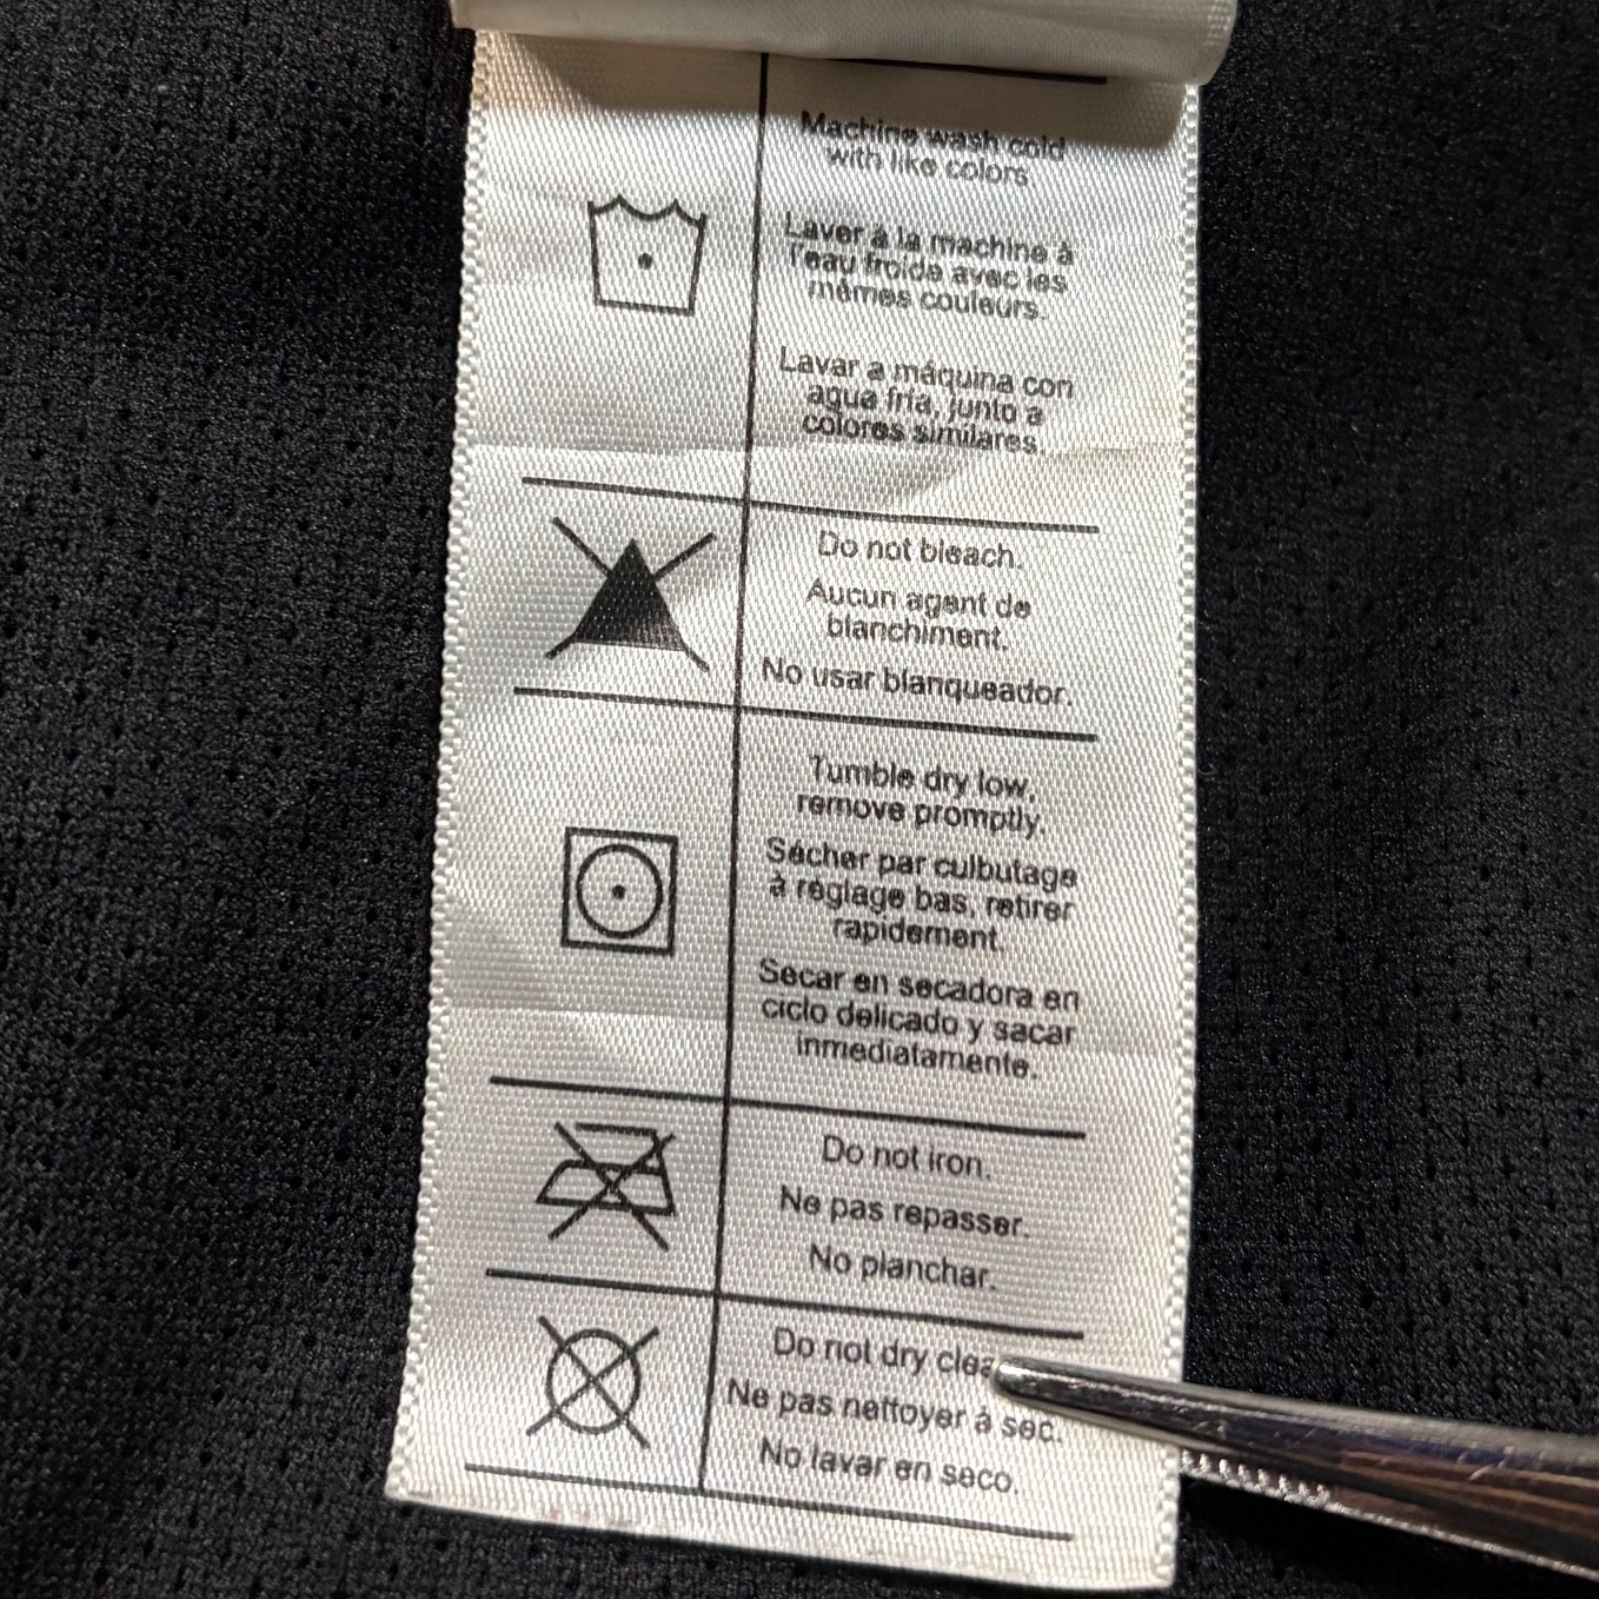 Machine wash cold
with like colors
Laver à la machine à
l'eau froide avec les
mêmes couleurs.
Lavar a máquina con
agua fría, junto a
colores similares.
Do not bleach.
Aucun agent de
blanchiment.
No usar blanqueador.
Tumble dry low,
remove promptly.
Sécher par culbutage
à réglage bas, retirer
rapidement.
Secar en secadora en
ciclo delicado y sacar
inmediatamente.
Do not iron.
Ne pas repasser.
No planchar.
Do not dry clea
Ne pas nettoyer à sec.
No lavar en seco